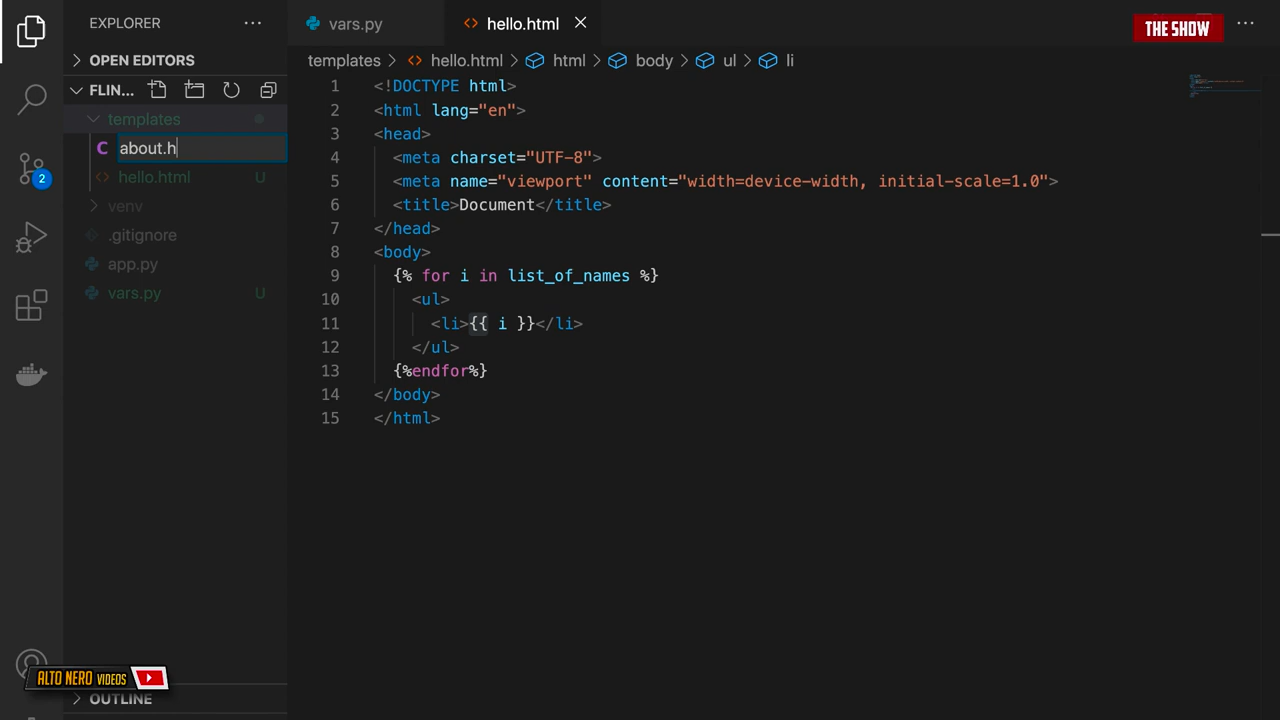 EXPLORER
vars.py
hello.html
THE SHOW
OPEN EDITORS
templates > hello.html > html > body > ul > li
FLIN...
templates
C about.h
hello.html U
venv
.gitignore
app.py
vars.py U
2
1 <!DOCTYPE html>
2 <html lang="en">
3 <head>
4 <meta charset="UTF-8">
5 <meta name="viewport" content="width=device-width, initial-scale=1.0">
6 <title>Document</title>
7 </head>
8 <body>
9 {% for i in list_of_names %}
10 <ul>
11 <li>{{ i }}</li>
12 </ul>
13 {%endfor%}
14 </body>
15 </html>
ALTO NERO VIDEOS
OUTLINE